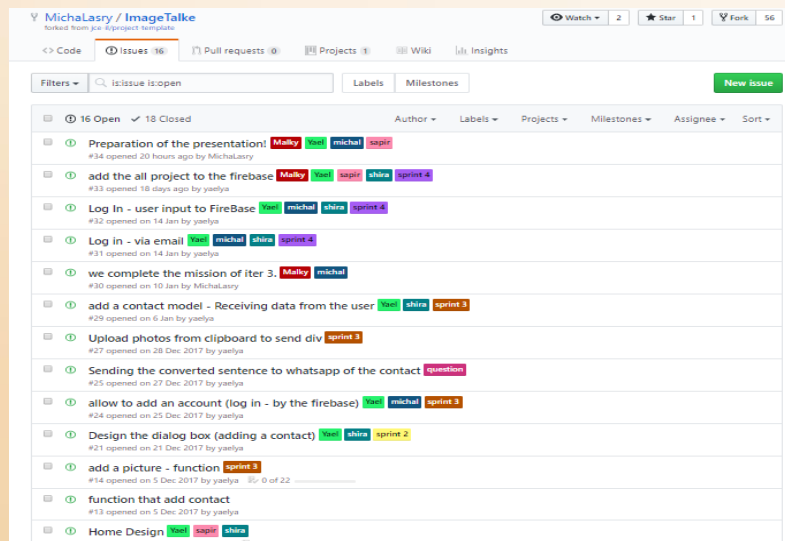 MichaLasry / ImageTalke
forked from jce-il/project-template
Watch 2 Star 1 Fork 56
Code Issues 16 Pull requests 0 Projects 1 Wiki Insights
Filters is:issue is:open Labels Milestones New issue
16 Open 18 Closed Author Labels Projects Milestones Assignee Sort
Preparation of the presentation! Malky Yael michal sapir
#34 opened 20 hours ago by MichaLasry
add the all project to the firebase Malky Yael sapir shira sprint 4
#33 opened 18 days ago by yaelya
Log In - user input to FireBase Yael michal shira sprint 4
#32 opened on 14 Jan by yaelya
Log in - via email Yael michal shira sprint 4
#31 opened on 14 Jan by yaelya
we complete the mission of iter 3. Malky michal
#30 opened on 10 Jan by MichaLasry
add a contact model - Receiving data from the user Yael shira sprint 3
#29 opened on 6 Jan by yaelya
Upload photos from clipboard to send div sprint 3
#27 opened on 28 Dec 2017 by yaelya
Sending the converted sentence to whatsapp of the contact question
#25 opened on 27 Dec 2017 by yaelya
allow to add an account (log in - by the firebase) Yael michal sprint 3
#24 opened on 25 Dec 2017 by yaelya
Design the dialog box (adding a contact) Yael shira sprint 2
#21 opened on 21 Dec 2017 by yaelya
add a picture - function sprint 3
#14 opened on 5 Dec 2017 by yaelya 0 of 22
function that add contact
#13 opened on 5 Dec 2017 by yaelya
Home Design Yael sapir shira